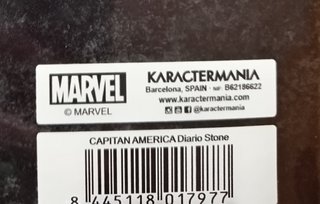 MARVEL
© MARVEL
KARACTERMANIA
Barcelona, SPAIN · NIF: B62186622
www.karactermania.com
@karactermania
CAPITAN AMERICA Diario Stone
8 445118 017977